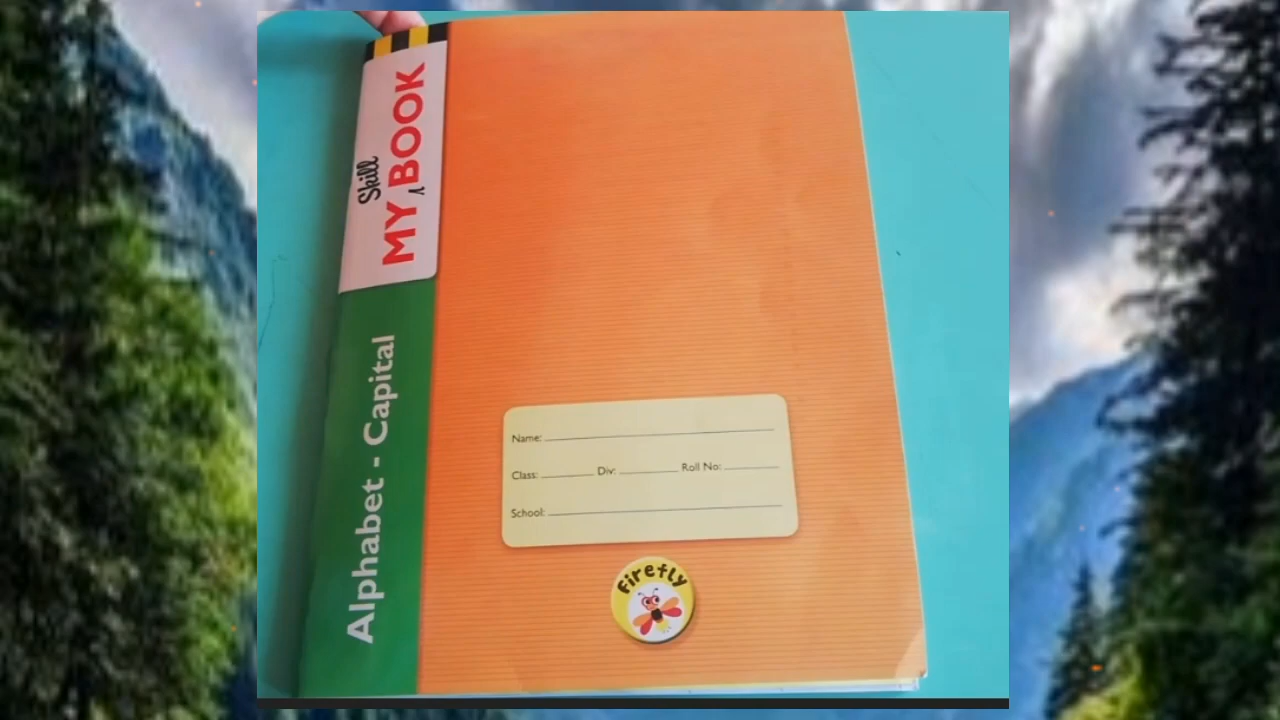 MY Skill BOOK
Alphabet - Capital
Name:
Class: Div: Roll No:
School:
firefly